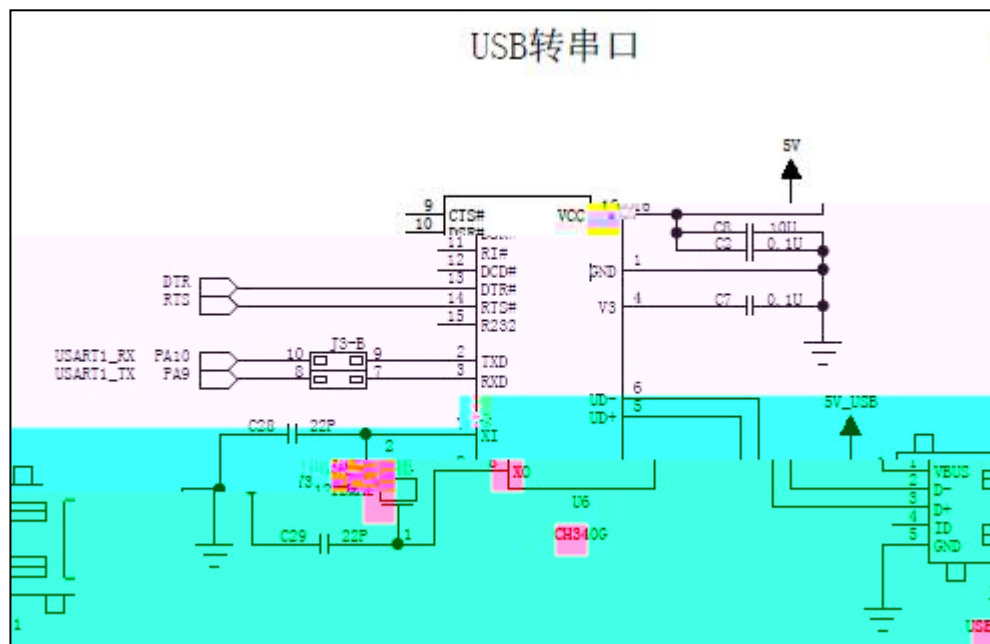 USB转串口
5V
9 CTS# VCC
10
C8 10U
11 RI# C2 0.1U
12 DCD# GND 1
DTR 13 DTR#
RTS 14 RTS# V3 4 C7 0.1U
15 R232
J3-B
USART1_RX PA10 10 9 2 TXD
USART1_TX PA9 8 7 3 RXD
UD- 6
UD+ 5 5V_USB
C28 22P XI
2
XO 1 VBUS
2 D-
U6 3 D+
4 ID
C29 22P 1 CH340G 5 GND
1 USB